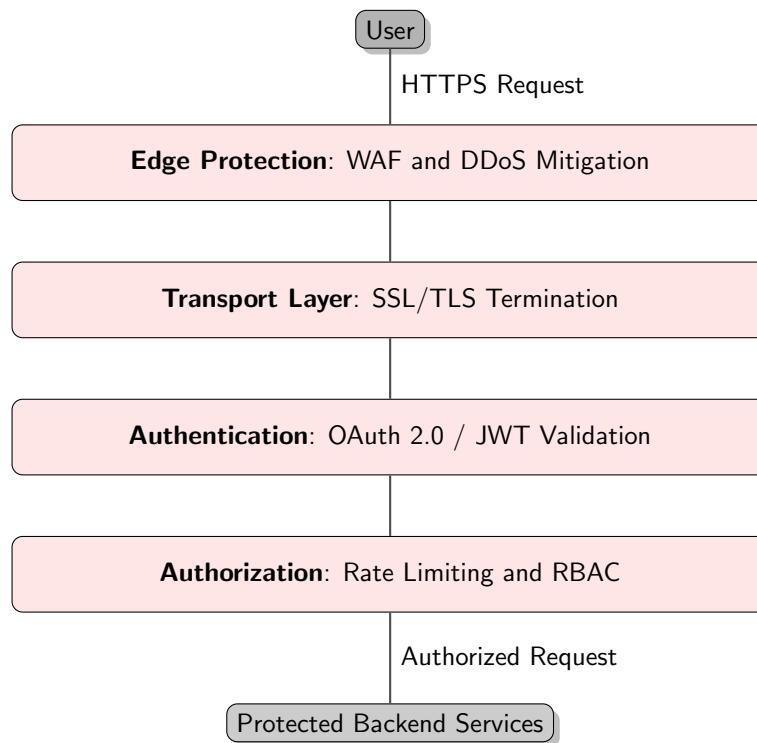 User
HTTPS Request
Edge Protection: WAF and DDoS Mitigation
Transport Layer: SSL/TLS Termination
Authentication: OAuth 2.0 / JWT Validation
Authorization: Rate Limiting and RBAC
Authorized Request
Protected Backend Services